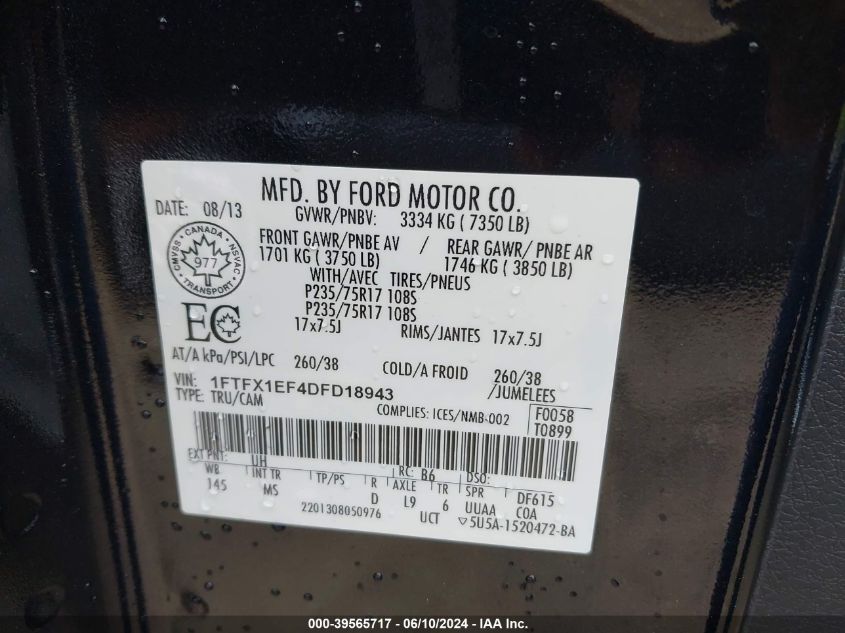 MFD. BY FORD MOTOR CO.
DATE: 08/13
GVWR/PNBV: 3334 KG ( 7350 LB)
FRONT GAWR/PNBE AV / REAR GAWR/ PNBE AR
1701 KG ( 3750 LB) 1746 KG ( 3850 LB)
WITH/AVEC TIRES/PNEUS
P235/75R17 108S
P235/75R17 108S
17x7.5J RIMS/JANTES 17x7.5J
CANADA
CMVSS NSVAC
977
TRANSPORT
EC
AT/A kPa/PSI/LPC 260/38 COLD/A FROID 260/38
/JUMELEES
VIN: 1FTFX1EF4DFD18943
TYPE: TRU/CAM
COMPLIES: ICES/NMB-002
F0058
T0899
EXT PNT: UH RC: B6 DSO:
WB INT TR TP/PS R AXLE TR SPR DF615
145 MS D L9 6 UUAA COA
2201308050976 UCT ▽5U5A-1520472-BA
000-39565717 - 06/10/2024 - IAA Inc.